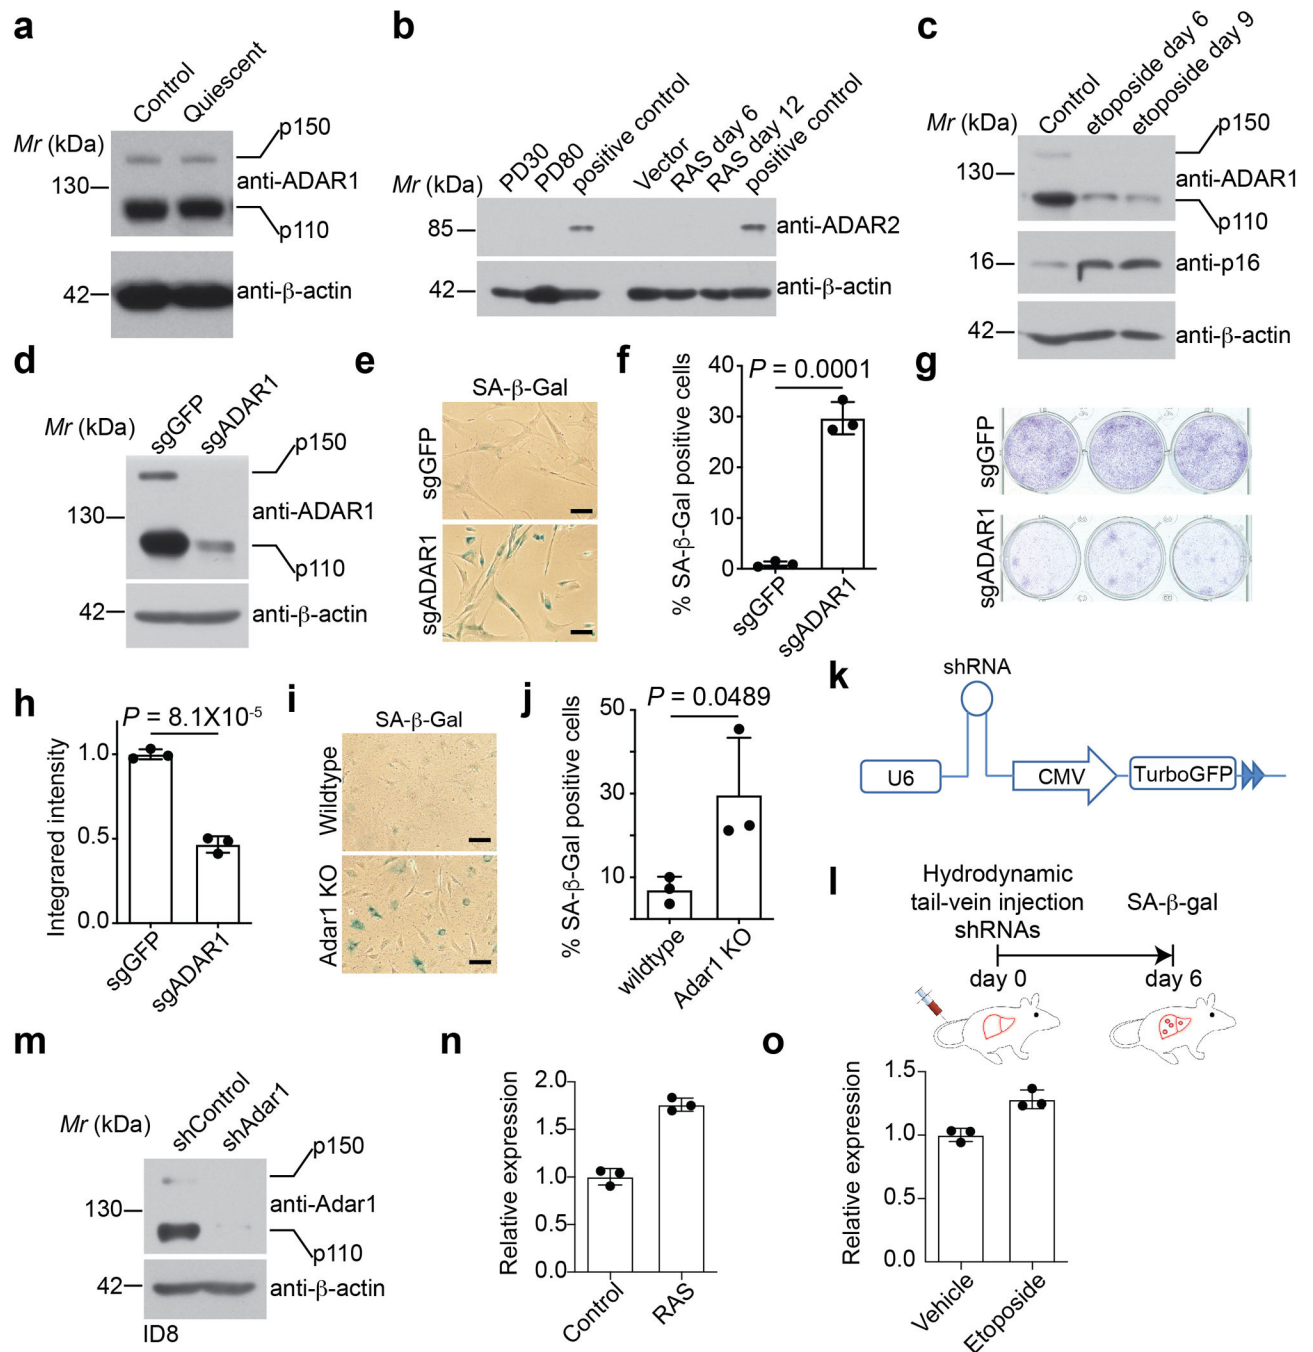 a
Control
Quiescent
Mr (kDa)
p150
130
anti-ADAR1
p110
42
anti-β-actin
b
PD30
PD80
positive control
Vector
RAS day 6
RAS day 12
positive control
Mr (kDa)
85
anti-ADAR2
42
anti-β-actin
c
Control
etoposide day 6
etoposide day 9
Mr (kDa)
p150
130
anti-ADAR1
p110
16
anti-p16
42
anti-β-actin
d
sgGFP
sgADAR1
Mr (kDa)
p150
130
anti-ADAR1
p110
42
anti-β-actin
e
SA-β-Gal
sgGFP
sgADAR1
f
P = 0.0001
% SA-β-Gal positive cells
40
30
20
10
0
sgGFP
sgADAR1
g
sgGFP
sgADAR1
h
P = 8.1X10-5
Integrared intensity
1.0
0.5
0.0
sgGFP
sgADAR1
i
SA-β-Gal
Wildtype
Adar1 KO
j
P = 0.0489
% SA-β-Gal positive cells
50
30
10
wildtype
Adar1 KO
k
shRNA
U6
CMV
TurboGFP
l
Hydrodynamic
tail-vein injection
shRNAs
SA-β-gal
day 0
day 6
m
shControl
shAdar1
Mr (kDa)
p150
130
anti-Adar1
p110
42
anti-β-actin
ID8
n
Relative expression
2.0
1.5
1.0
0.5
0.0
Control
RAS
o
Relative expression
1.5
1.0
0.5
0.0
Vehicle
Etoposide